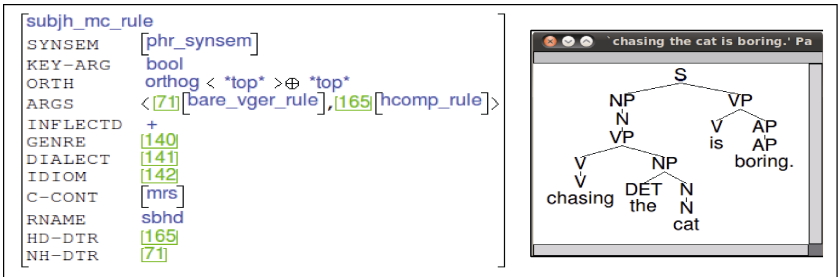 subjh_mc_rule
SYNSEM [phr_synsem]
KEY-ARG bool
ORTH orthog < *top* >⊕ *top*
ARGS < [71][bare_vger_rule], [165][hcomp_rule]>
INFLECTD +
GENRE [140]
DIALECT [141]
IDIOM [142]
C-CONT [mrs]
RNAME sbhd
HD-DTR [165]
NH-DTR [71]
`chasing the cat is boring.' Pa
S
NP VP
N V AP
VP is AP
boring.
V NP
V DET N
chasing the N
cat